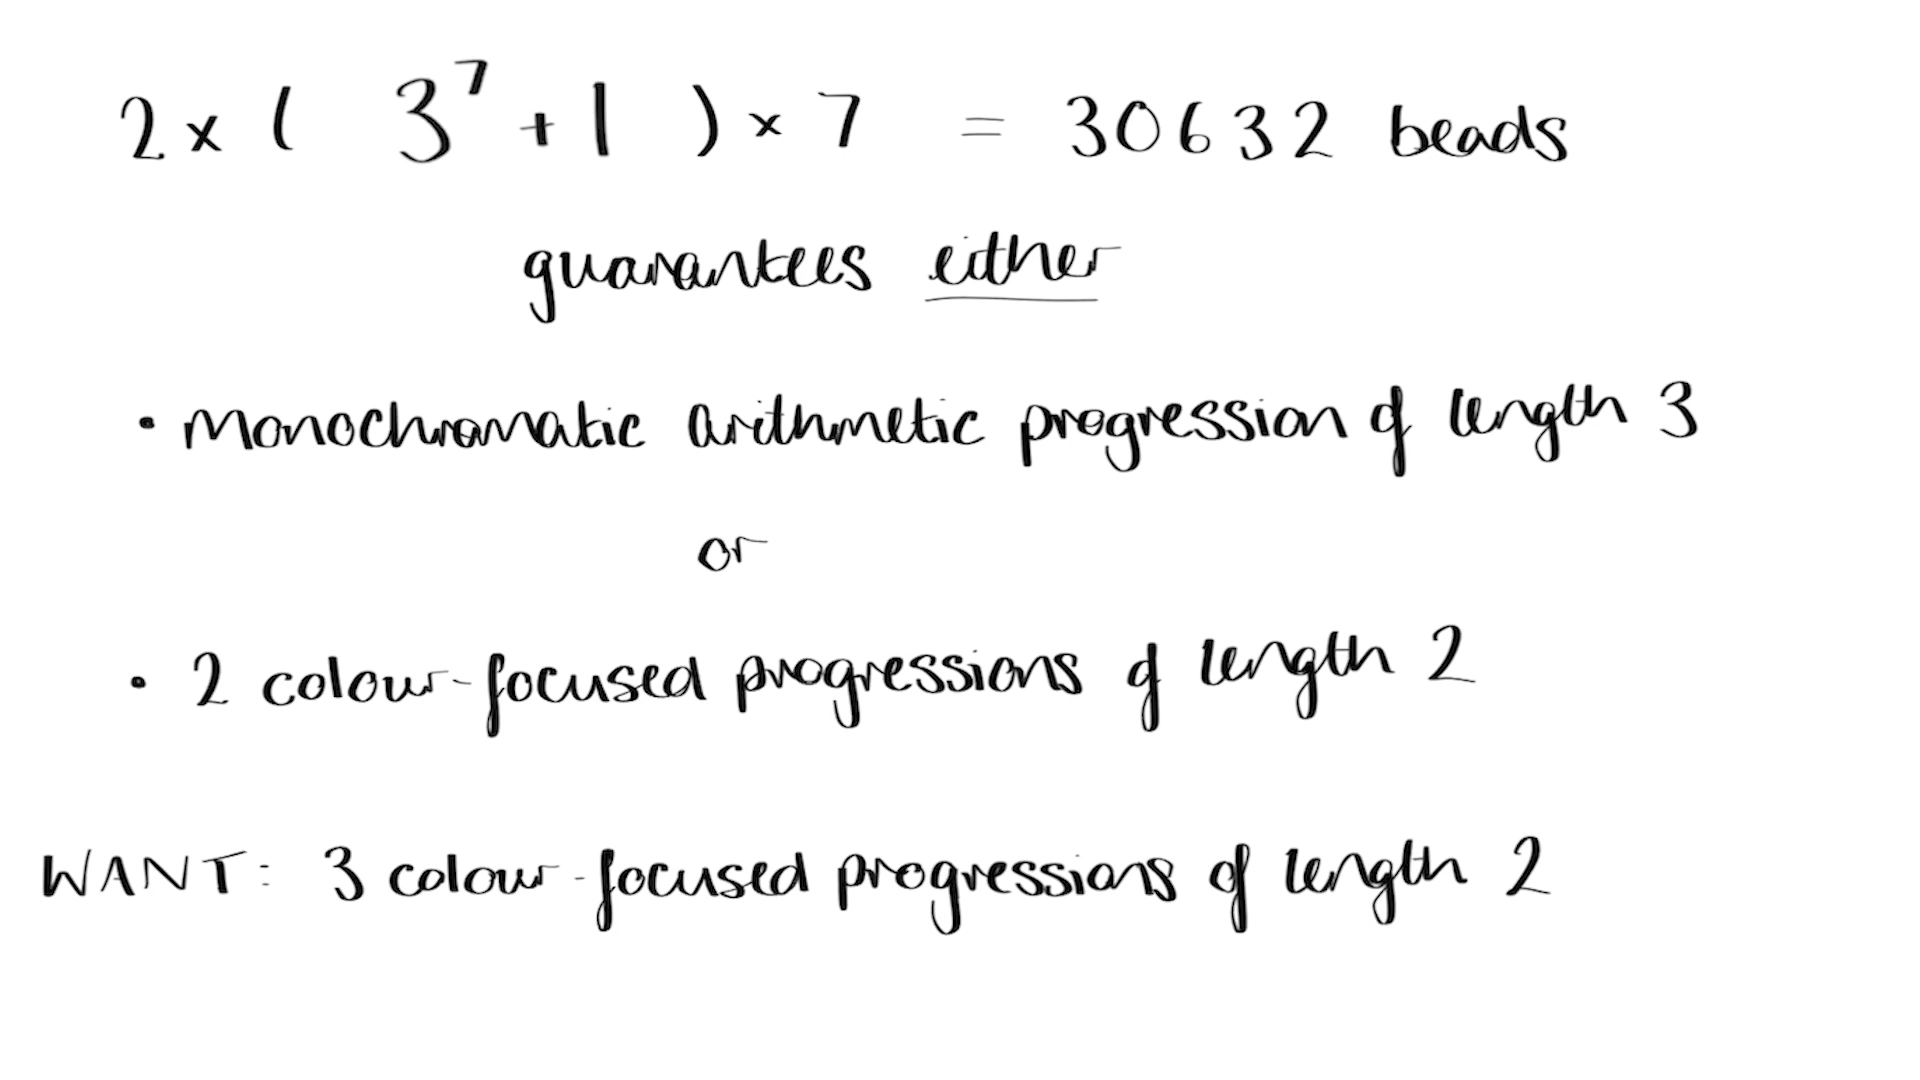 2 × ( 3⁷ + 1 ) × 7 = 30632 beads
guarantees either
• Monochromatic arithmetic progression of length 3
or
• 2 colour-focused progressions of length 2
WANT: 3 colour-focused progressions of length 2